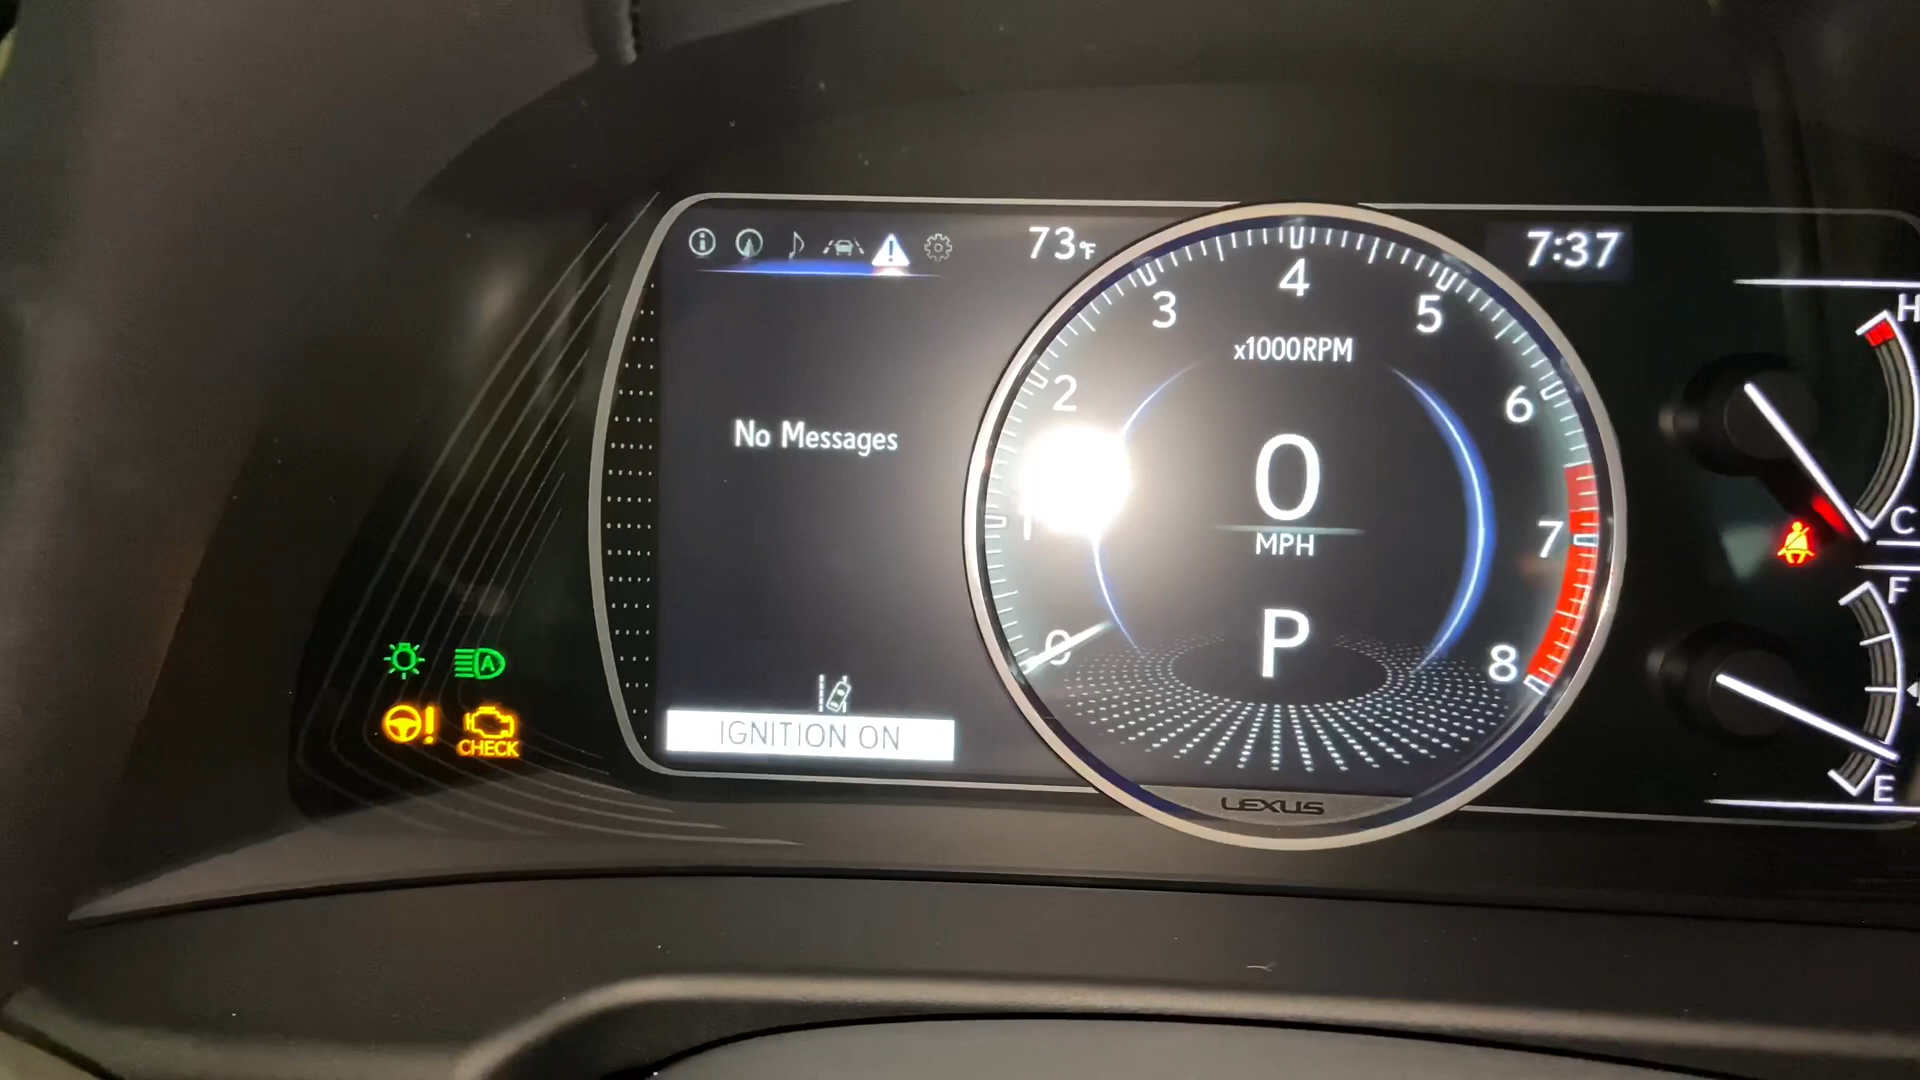 73°F
7:37
No Messages
IGNITION ON
CHECK
A
x1000RPM
0
1
2
3
4
5
6
7
8
0
MPH
P
LEXUS
H
C
F
E